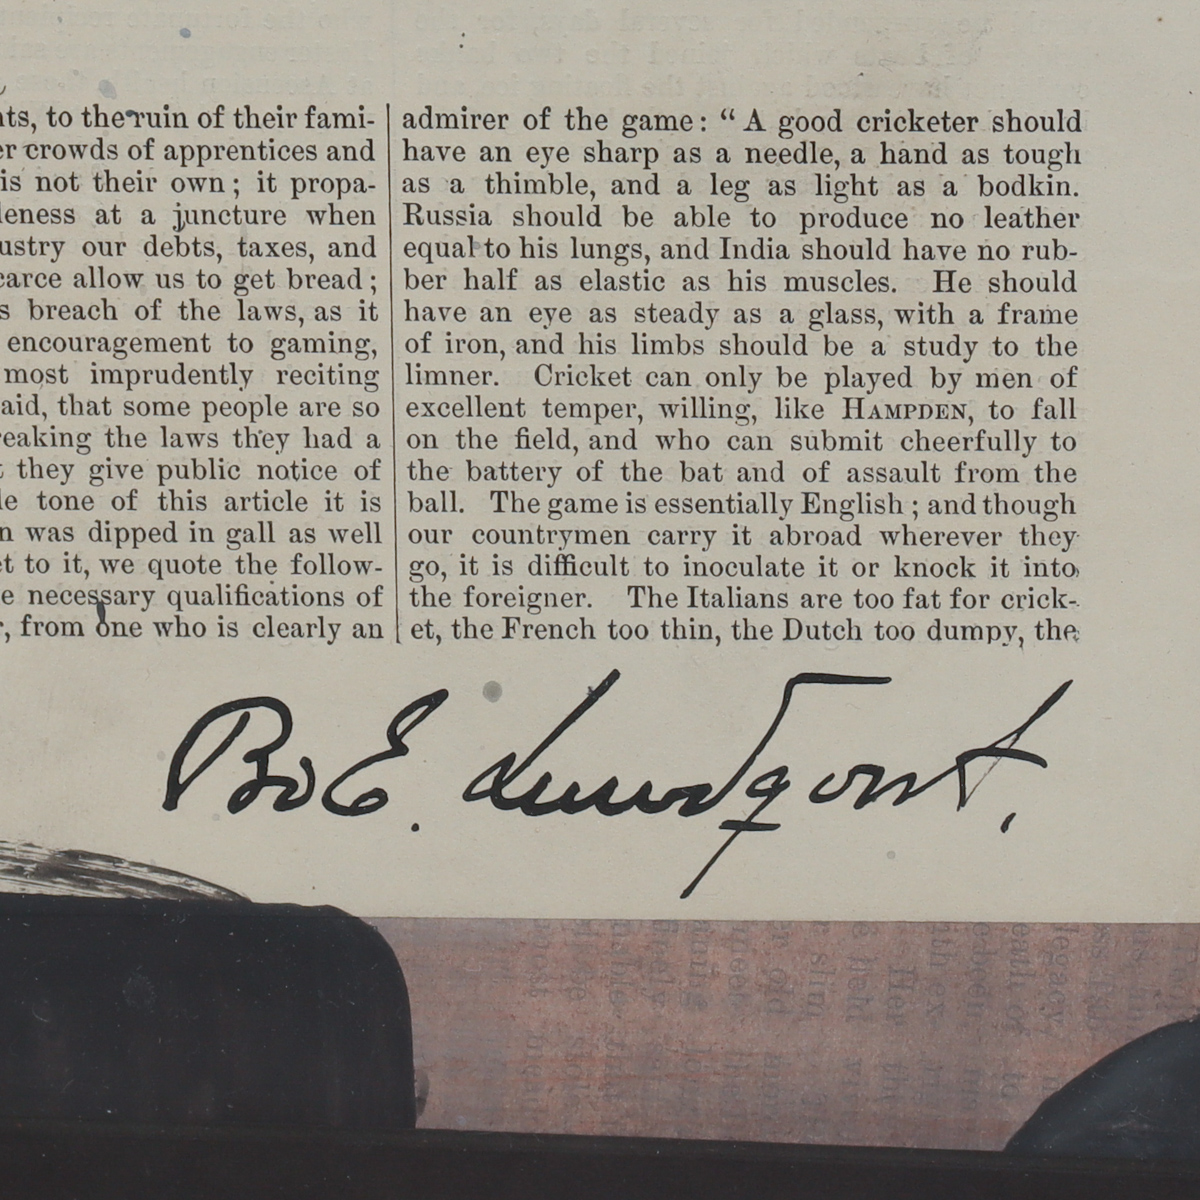 ts, to the ruin of their fami-
er crowds of apprentices and
is not their own; it propa-
leness at a juncture when
ustry our debts, taxes, and
carce allow us to get bread;
s breach of the laws, as it
encouragement to gaming,
most imprudently reciting
aid, that some people are so
reaking the laws they had a
they give public notice of
le tone of this article it is
n was dipped in gall as well
et to it, we quote the follow-
e necessary qualifications of
r, from one who is clearly an
admirer of the game: “A good cricketer should
have an eye sharp as a needle, a hand as tough
as a thimble, and a leg as light as a bodkin.
Russia should be able to produce no leather
equal to his lungs, and India should have no rub-
ber half as elastic as his muscles. He should
have an eye as steady as a glass, with a frame
of iron, and his limbs should be a study to the
limner. Cricket can only be played by men of
excellent temper, willing, like HAMPDEN, to fall
on the field, and who can submit cheerfully to
the battery of the bat and of assault from the
ball. The game is essentially English; and though
our countrymen carry it abroad wherever they
go, it is difficult to inoculate it or knock it into
the foreigner. The Italians are too fat for crick-
et, the French too thin, the Dutch too dumpy, the
Bo E. Lundqvist.